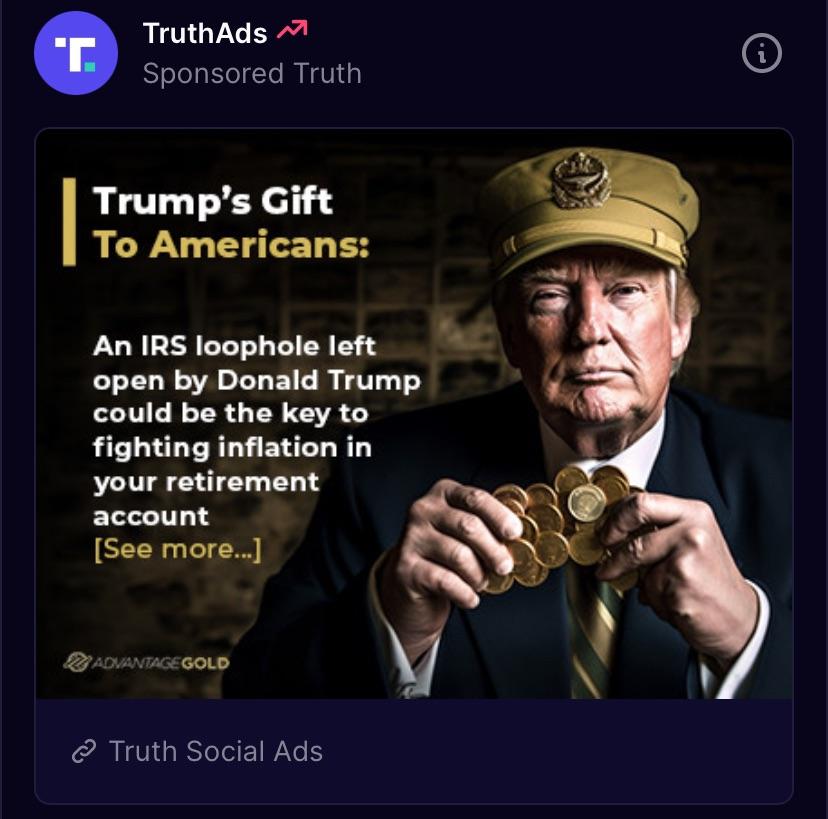 TruthAds
Sponsored Truth
Trump's Gift
To Americans:
An IRS loophole left
open by Donald Trump
could be the key to
fighting inflation in
your retirement
account
[See more...]
ADVANTAGEGOLD
Truth Social Ads